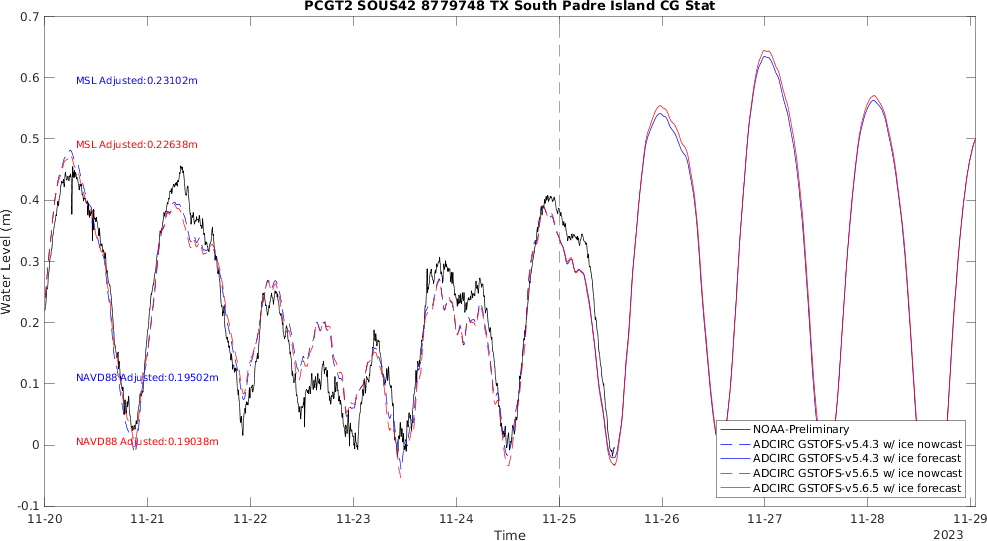 PCGT2 SOUS42 8779748 TX South Padre Island CG Stat
0.7
0.6
0.5
0.4
0.3
0.2
0.1
0
-0.1
Water Level (m)
MSL Adjusted:0.23102m
MSL Adjusted:0.22638m
NAVD88 Adjusted:0.19502m
NAVD88 Adjusted:0.19038m
NOAA-Preliminary
ADCIRC GSTOFS-v5.4.3 w/ ice nowcast
ADCIRC GSTOFS-v5.4.3 w/ ice forecast
ADCIRC GSTOFS-v5.6.5 w/ ice nowcast
ADCIRC GSTOFS-v5.6.5 w/ ice forecast
11-20 11-21 11-22 11-23 11-24 11-25 11-26 11-27 11-28 11-29
Time
2023